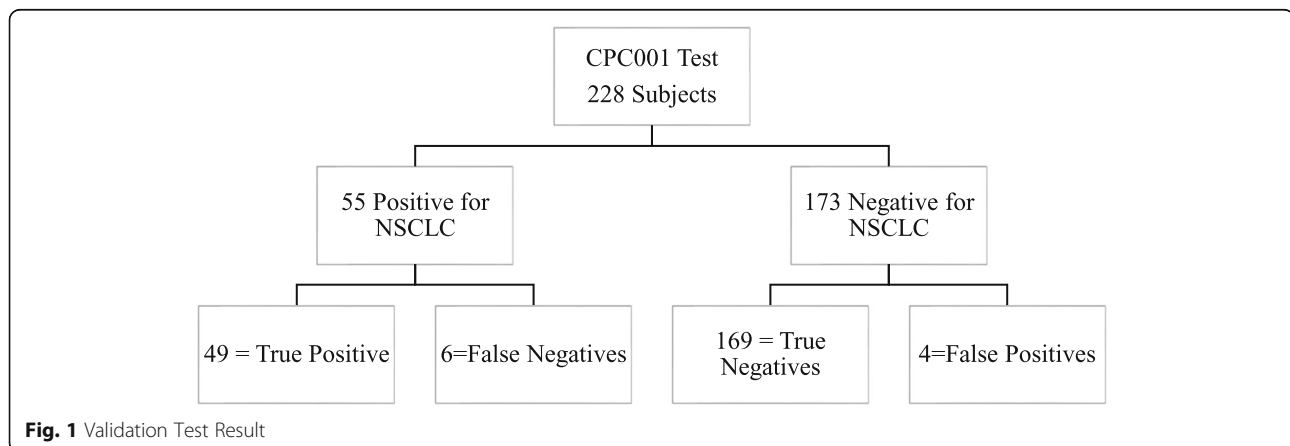 CPC001 Test
228 Subjects
55 Positive for
NSCLC
173 Negative for
NSCLC
49 = True Positive
6=False Negatives
169 = True
Negatives
4=False Positives
Fig. 1 Validation Test Result